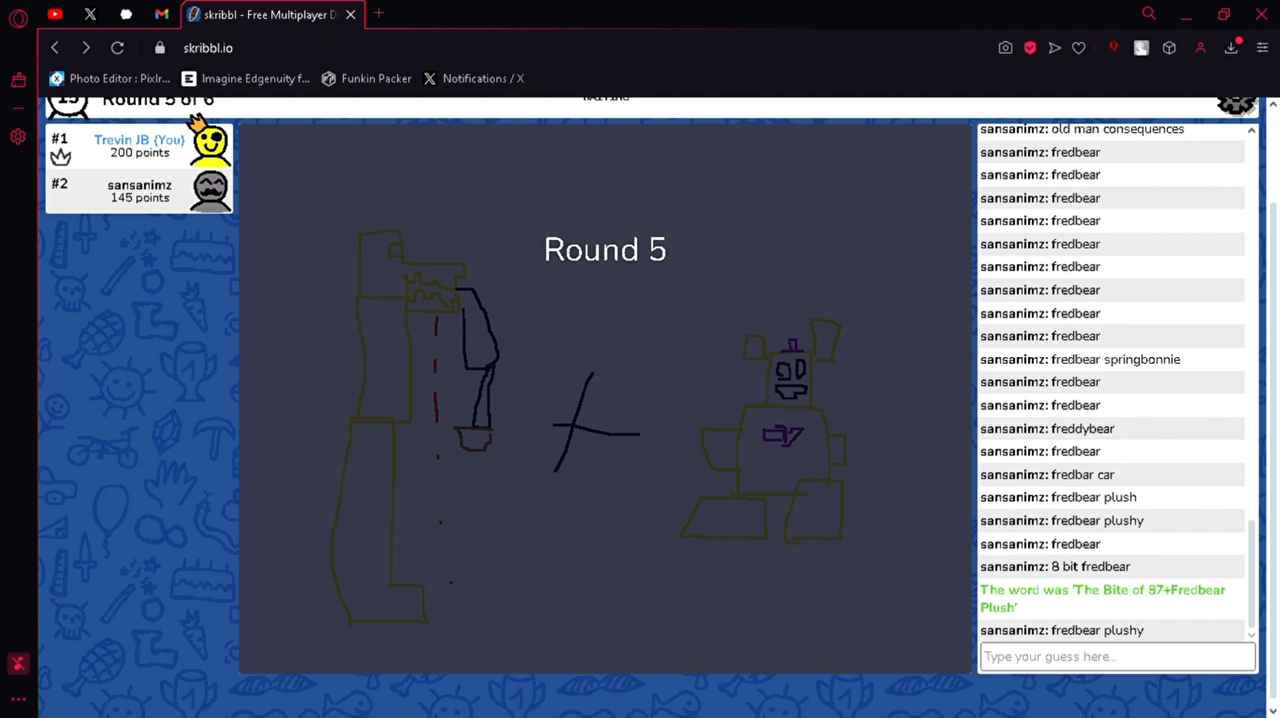 skribbl - Free Multiplayer D
skribbl.io
Photo Editor : Pixlr... Imagine Edgenuity f... Funkin Packer Notifications / X
15 Round 5 of 6 WAITING
#1 Trevin JB {You}
200 points
#2 sansanimz
145 points
Round 5
sansanimz: old man consequences
sansanimz: fredbear
sansanimz: fredbear
sansanimz: fredbear
sansanimz: fredbear
sansanimz: fredbear
sansanimz: fredbear
sansanimz: fredbear
sansanimz: fredbear
sansanimz: fredbear
sansanimz: fredbear springbonnie
sansanimz: fredbear
sansanimz: fredbear
sansanimz: freddybear
sansanimz: fredbear
sansanimz: fredbar car
sansanimz: fredbear plush
sansanimz: fredbear plushy
sansanimz: fredbear
sansanimz: 8 bit fredbear
The word was 'The Bite of 87+Fredbear
Plush'
sansanimz: fredbear plushy
Type your guess here...